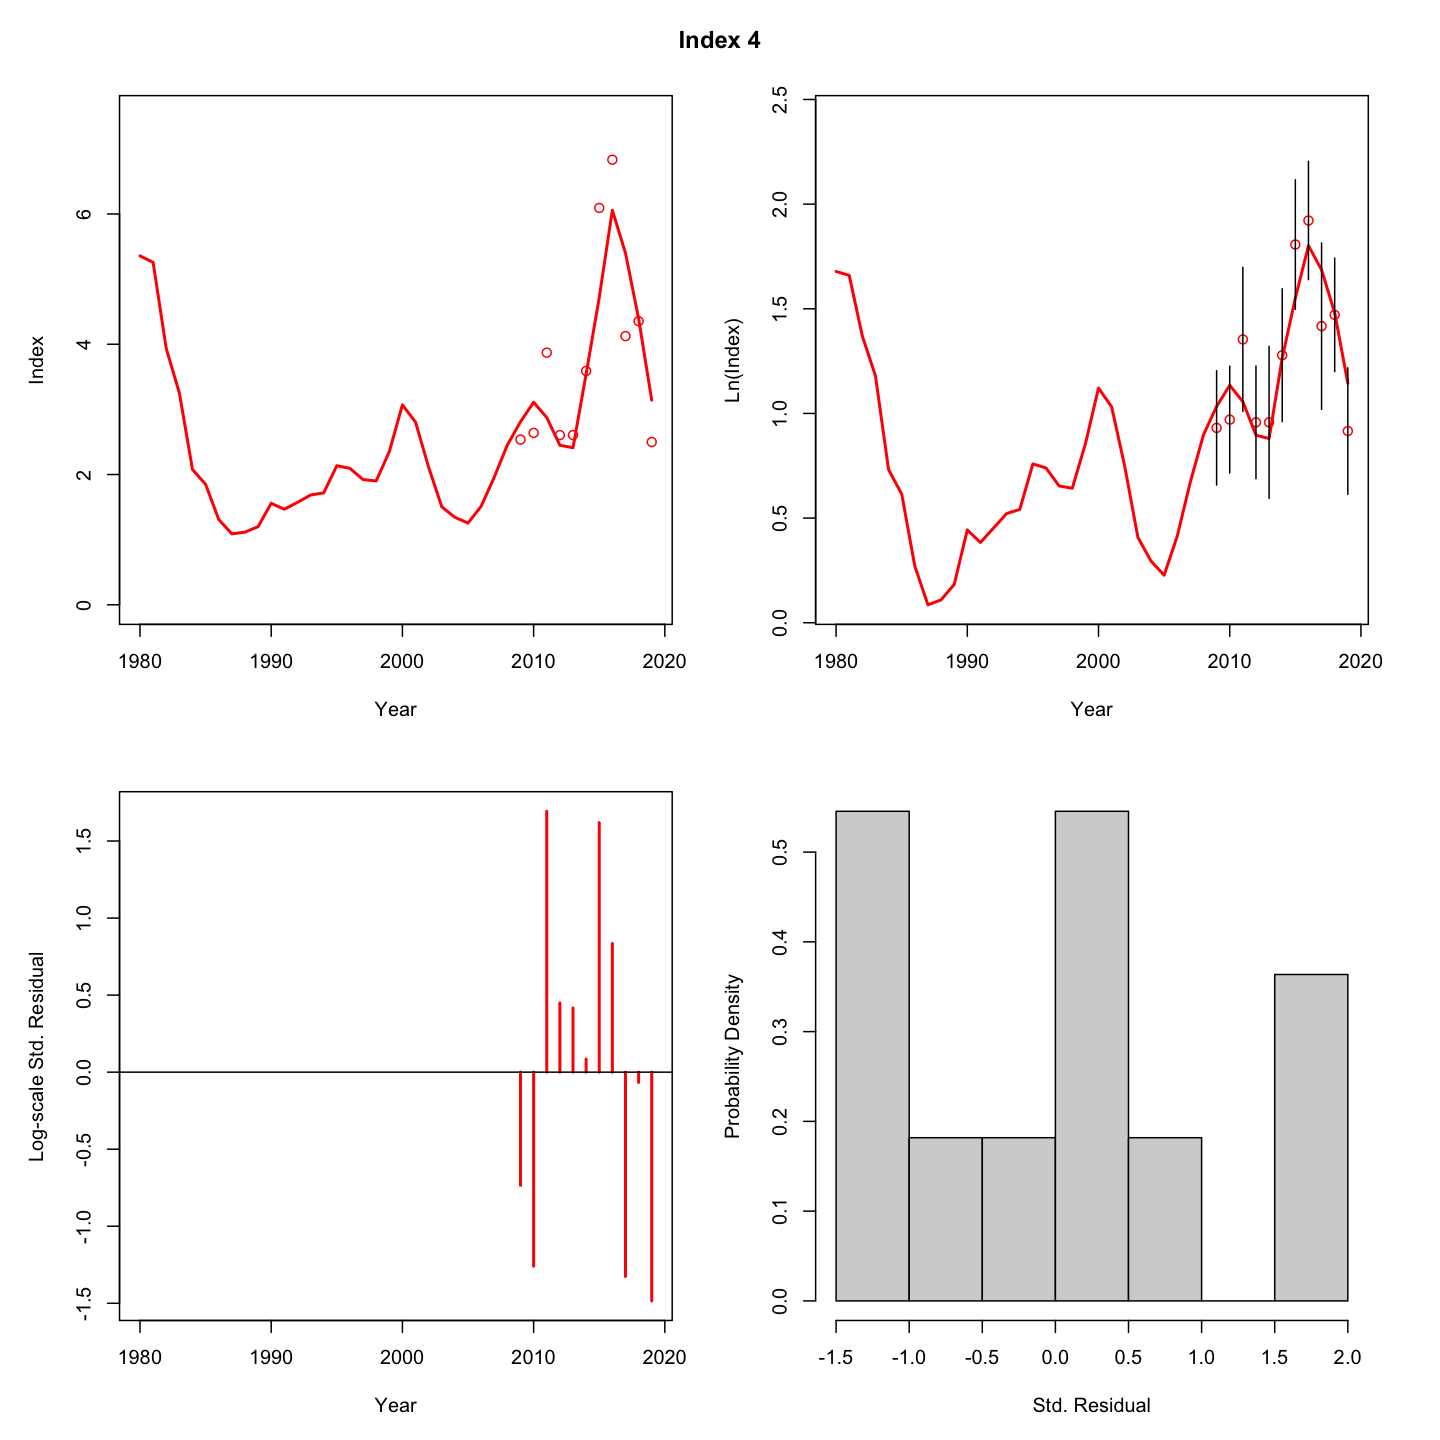 Index 4
Index
0 2 4 6
1980 1990 2000 2010 2020
Year
Ln(Index)
0.0 0.5 1.0 1.5 2.0 2.5
1980 1990 2000 2010 2020
Year
Log-scale Std. Residual
-1.5 -1.0 -0.5 0.0 0.5 1.0 1.5
1980 1990 2000 2010 2020
Year
Probability Density
0.0 0.1 0.2 0.3 0.4 0.5
-1.5 -1.0 -0.5 0.0 0.5 1.0 1.5 2.0
Std. Residual